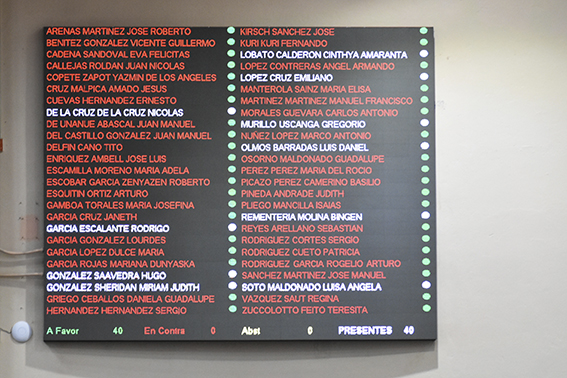 ARENAS MARTINEZ JOSE ROBERTO
BENITEZ GONZALEZ VICENTE GUILLERMO
CADENA SANDOVAL EVA FELICITAS
CALLEJAS ROLDAN JUAN NICOLAS
COPETE ZAPOT YAZMIN DE LOS ANGELES
CRUZ MALPICA AMADO JESUS
CUEVAS HERNANDEZ ERNESTO
DE LA CRUZ DE LA CRUZ NICOLAS
DE UNANUE ABASCAL JUAN MANUEL
DEL CASTILLO GONZALEZ JUAN MANUEL
DELFIN CANO TITO
ENRIQUEZ AMBELL JOSE LUIS
ESCAMILLA MORENO MARIA ADELA
ESCOBAR GARCIA ZENYAZEN ROBERTO
ESQUITIN ORTIZ ARTURO
GAMBOA TORALES MARIA JOSEFINA
GARCIA CRUZ JANETH
GARCIA ESCALANTE RODRIGO
GARCIA GONZALEZ LOURDES
GARCIA LOPEZ DULCE MARIA
GARCIA ROJAS MARIANA DUNYASKA
GONZALEZ SAAVEDRA HUGO
GONZALEZ SHERIDAN MIRIAM JUDITH
GRIEGO CEBALLOS DANIELA GUADALUPE
HERNANDEZ HERNANDEZ SERGIO
KIRSCH SANCHEZ JOSE
KURI KURI FERNANDO
LOBATO CALDERON CINTHYA AMARANTA
LOPEZ CONTRERAS ANGEL ARMANDO
LOPEZ CRUZ EMILIANO
MANTEROLA SAINZ MARIA ELISA
MARTINEZ MARTINEZ MANUEL FRANCISCO
MORALES GUEVARA CARLOS ANTONIO
MURILLO USCANGA GREGORIO
NUÑEZ LOPEZ MARCO ANTONIO
OLMOS BARRADAS LUIS DANIEL
OSORNO MALDONADO GUADALUPE
PEREZ PEREZ MARIA DEL ROCIO
PICAZO PEREZ CAMERINO BASILIO
PINEDA ANDRADE JUDITH
PLIEGO MANCILLA ISAIAS
REMENTERIA MOLINA BINGEN
REYES ARELLANO SEBASTIAN
RODRIGUEZ CORTES SERGIO
RODRIGUEZ CUETO PATRICIA
RODRIGUEZ GARCIA ROGELIO ARTURO
SANCHEZ MARTINEZ JOSE MANUEL
SOTO MALDONADO LUISA ANGELA
VAZQUEZ SAUT REGINA
ZUCCOLOTTO FEITO TERESITA
A Favor 40 En Contra 0 Abst 0 PRESENTES 40